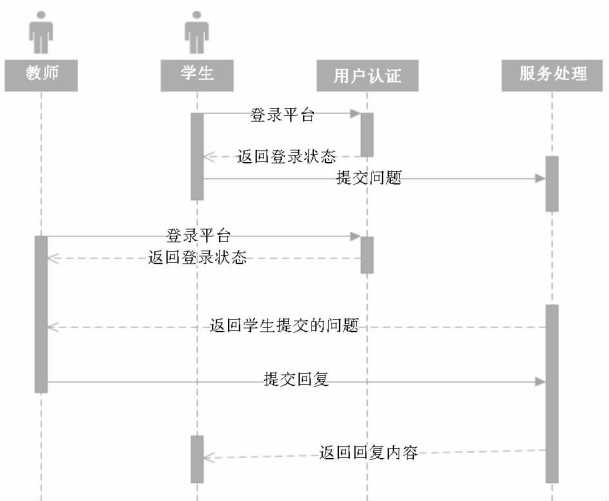 教师
学生
用户认证
服务处理
登录平台
返回登录状态
提交问题
登录平台
返回登录状态
返回学生提交的问题
提交回复
返回回复内容